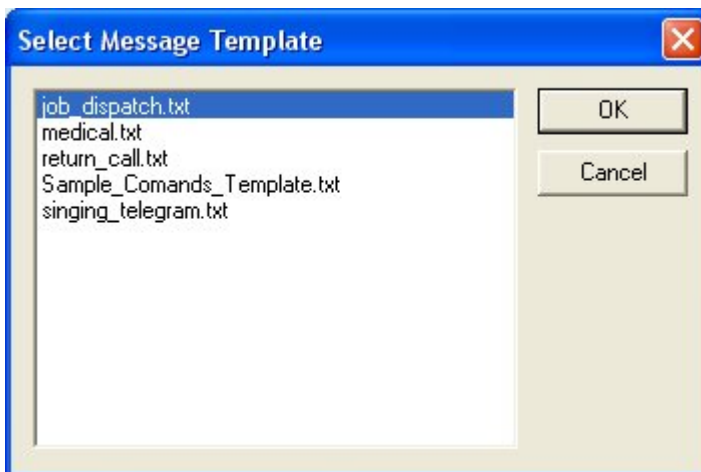 Select Message Template
job_dispatch.txt
OK
medical.txt
return_call.txt
Cancel
Sample_Comands_Template.txt
singing_telegram.txt